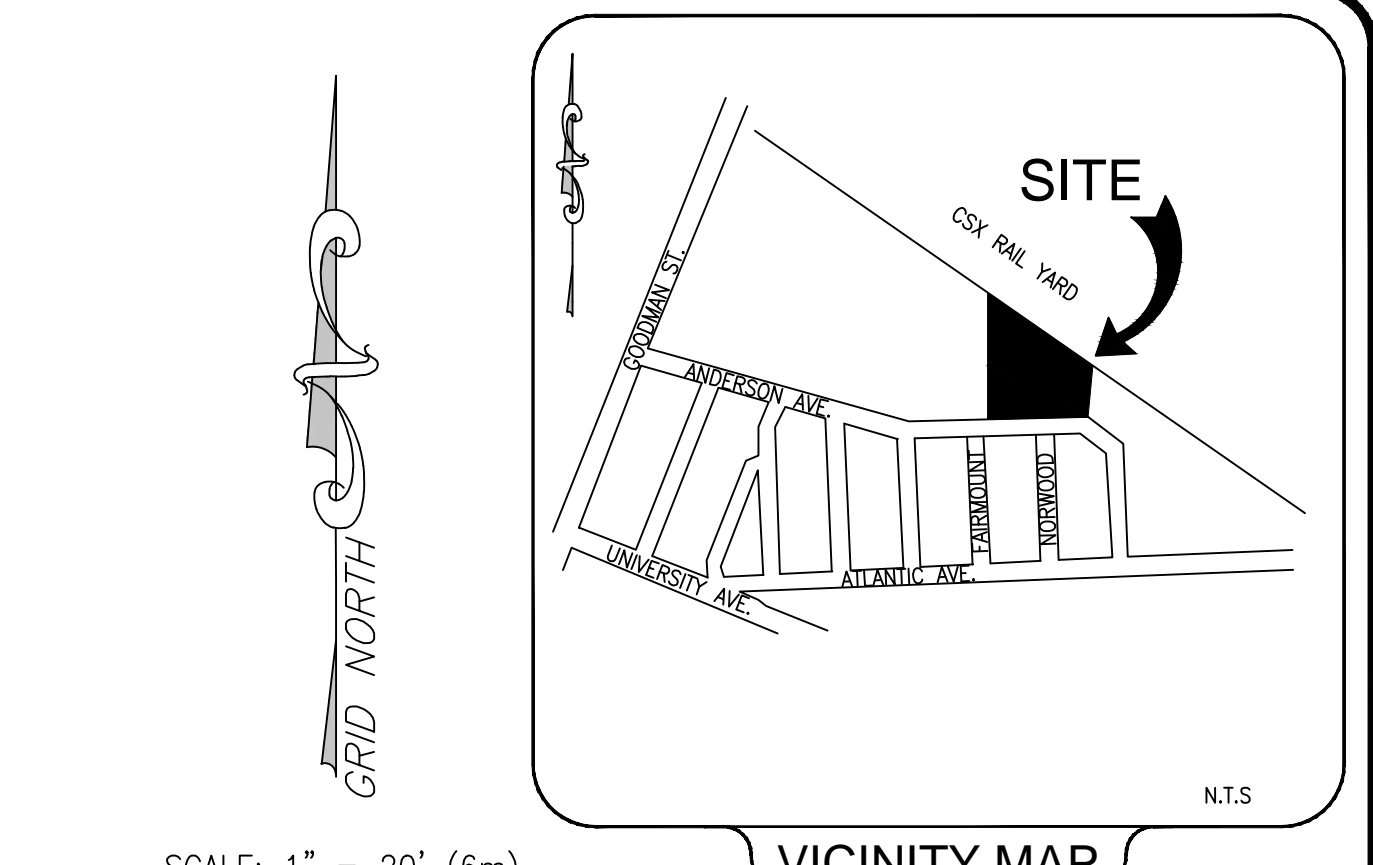 SITE
CSX RAIL YARD
GOODMAN ST.
ANDERSON AVE.
FAIRMOUNT
NORWOOD
UNIVERSITY AVE.
ATLANTIC AVE.
GRID NORTH
N.T.S
SCALE: 1" = 20' (6m)
VICINITY MAP